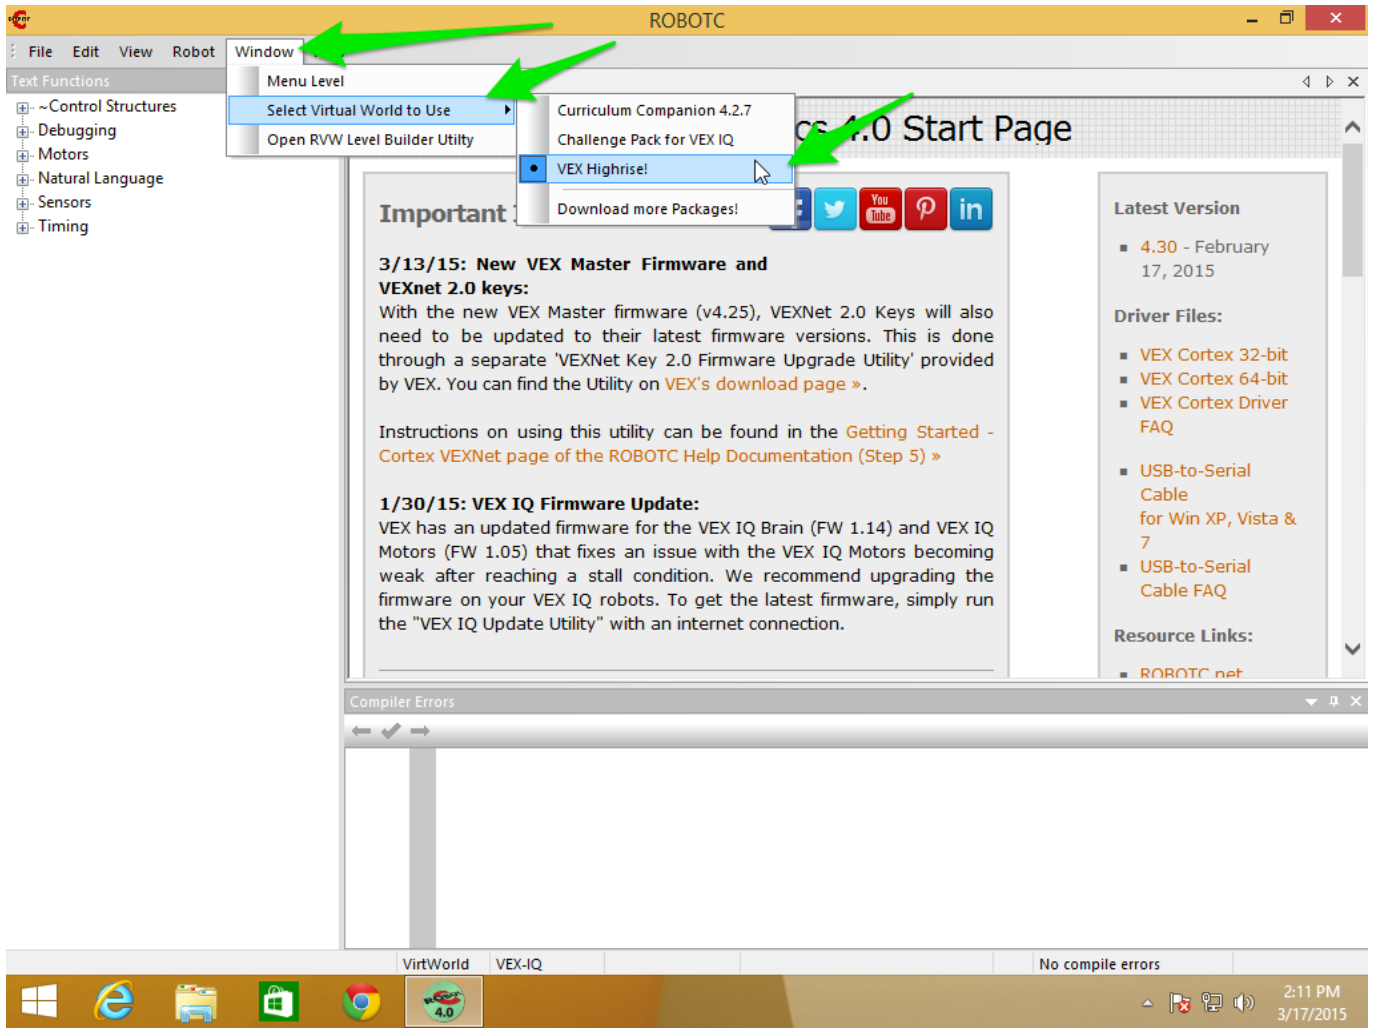 ROBOTC
File Edit View Robot Window
Text Functions
~Control Structures
Debugging
Motors
Natural Language
Sensors
Timing
Menu Level
Select Virtual World to Use
Open RVW Level Builder Utilty
Curriculum Companion 4.2.7
Challenge Pack for VEX IQ
VEX Highrise!
Download more Packages!
cs 4.0 Start Page
Important
You
Tube
in
3/13/15: New VEX Master Firmware and
VEXnet 2.0 keys:
With the new VEX Master firmware (v4.25), VEXNet 2.0 Keys will also
need to be updated to their latest firmware versions. This is done
through a separate 'VEXNet Key 2.0 Firmware Upgrade Utility' provided
by VEX. You can find the Utility on VEX's download page ».
Instructions on using this utility can be found in the Getting Started -
Cortex VEXNet page of the ROBOTC Help Documentation (Step 5) »
1/30/15: VEX IQ Firmware Update:
VEX has an updated firmware for the VEX IQ Brain (FW 1.14) and VEX IQ
Motors (FW 1.05) that fixes an issue with the VEX IQ Motors becoming
weak after reaching a stall condition. We recommend upgrading the
firmware on your VEX IQ robots. To get the latest firmware, simply run
the "VEX IQ Update Utility" with an internet connection.
Latest Version
4.30 - February
17, 2015
Driver Files:
VEX Cortex 32-bit
VEX Cortex 64-bit
VEX Cortex Driver
FAQ
USB-to-Serial
Cable
for Win XP, Vista &
7
USB-to-Serial
Cable FAQ
Resource Links:
ROBOTC.net
Compiler Errors
VirtWorld VEX-IQ No compile errors
4.0
2:11 PM
3/17/2015